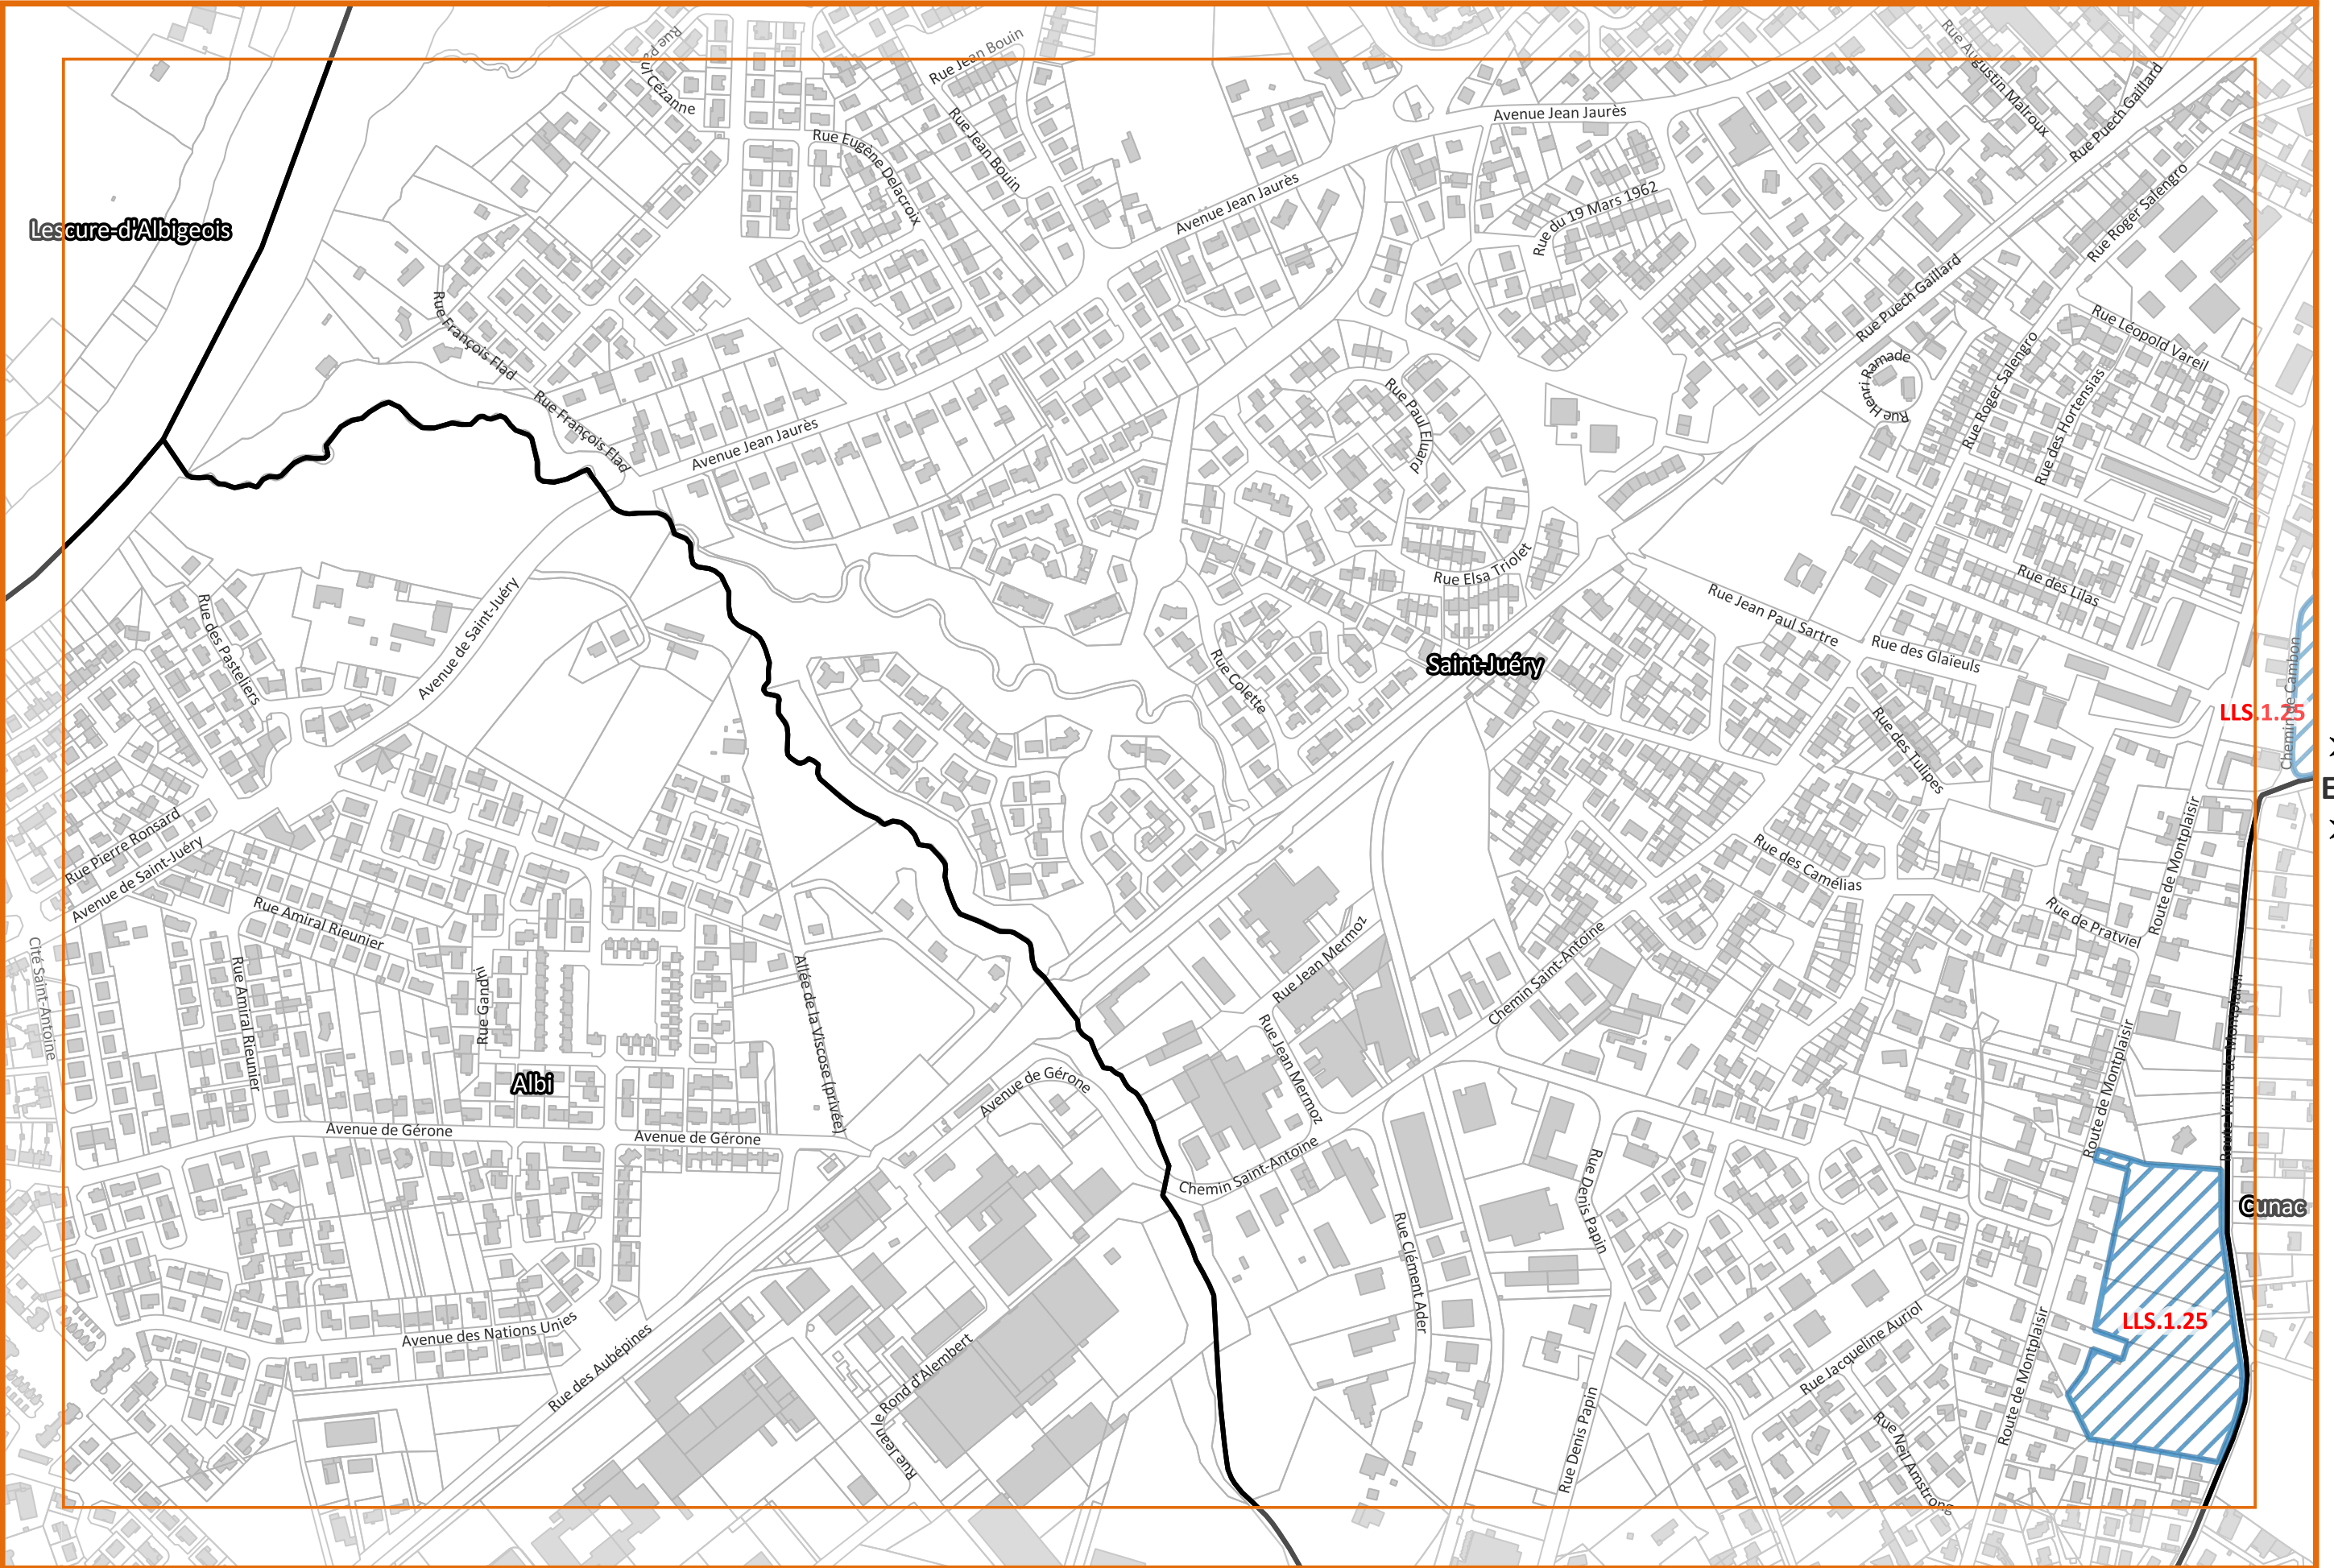 Rue Paul Cézanne
Rue Jean Bouin
Rue Augustin Malroux
Rue Puech Gaillard
Avenue Jean Jaurès
Rue Jean Bouin
Rue Eugène Delacroix
Avenue Jean Jaurès
Rue du 19 Mars 1962
Rue Roger Salengro
Lescure-d'Albigeois
Rue Puech Gaillard
Rue François Flad
Rue Léopold Vareil
Rue Henri Ramade
Rue Roger Salengro
Rue des Hortensias
Rue François Flad
Avenue Jean Jaurès
Rue Paul Eluard
Rue Elsa Triolet
Rue des Lilas
Rue Jean Paul Sartre
Rue des Pasteliers
Avenue de Saint-Juéry
Rue Colette
Saint-Juéry
Rue des Glaïeuls
Chemin de Cambon
LLS.1.25
Rue des Tulipes
E
Rue Pierre Ronsard
Avenue de Saint-Juéry
Rue des Camélias
Route de Montplaisir
Rue Amiral Rieunier
Rue de Pratviel
Cité Saint-Antoine
Rue Amiral Rieunier
Rue Gandhi
Allée de la Viscose (privée)
Rue Jean Mermoz
Chemin Saint-Antoine
Rue Jean Mermoz
Route de Montplaisir
Route Vieille de Montplaisir
Albi
Avenue de Gérone
Avenue de Gérone
Avenue de Gérone
Chemin Saint-Antoine
Rue Denis Papin
Cunac
Rue Clément Ader
LLS.1.25
Avenue des Nations Unies
Rue des Aubépines
Rue Jean le Rond d'Alembert
Rue Jacqueline Auriol
Route de Montplaisir
Rue Denis Papin
Rue Neil Amstrong